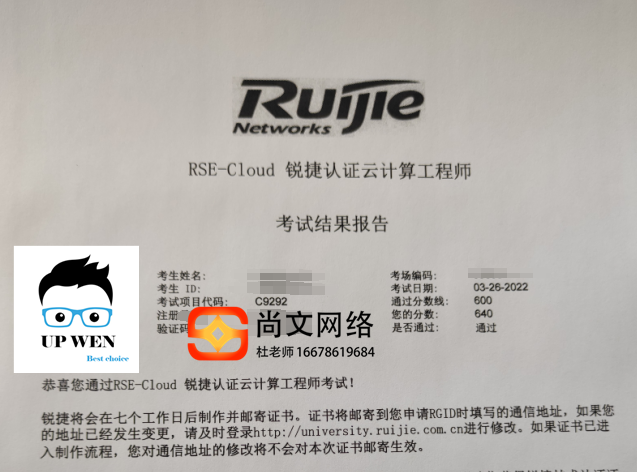 Ruijie
Networks
RSE-Cloud 锐捷认证云计算工程师
考试结果报告
考生姓名:
考生 ID:
考试项目代码: C9292
注册
验证码
考场编码:
考试日期: 03-26-2022
通过分数线: 600
您的分数: 640
是否通过: 通过
UP WEN
Best choice
尚文网络
杜老师 16678619684
恭喜您通过RSE-Cloud 锐捷认证云计算工程师考试!
锐捷将会在七个工作日后制作并邮寄证书。证书将邮寄到您申请RGID时填写的通信地址, 如果您
的地址已经发生变更, 请及时登录http://university.ruijie.com.cn进行修改。如果证书已进
入制作流程, 您对通信地址的修改将不会对本次证书邮寄生效。